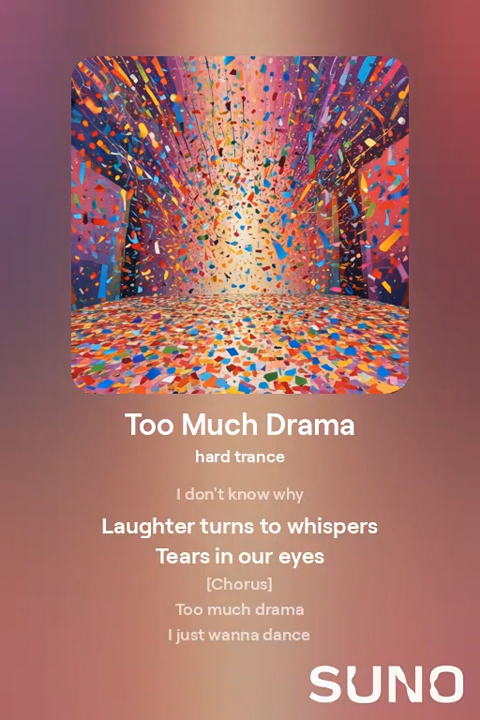 Too Much Drama
hard trance
I don't know why
Laughter turns to whispers
Tears in our eyes
[Chorus]
Too much drama
I just wanna dance
SUNO